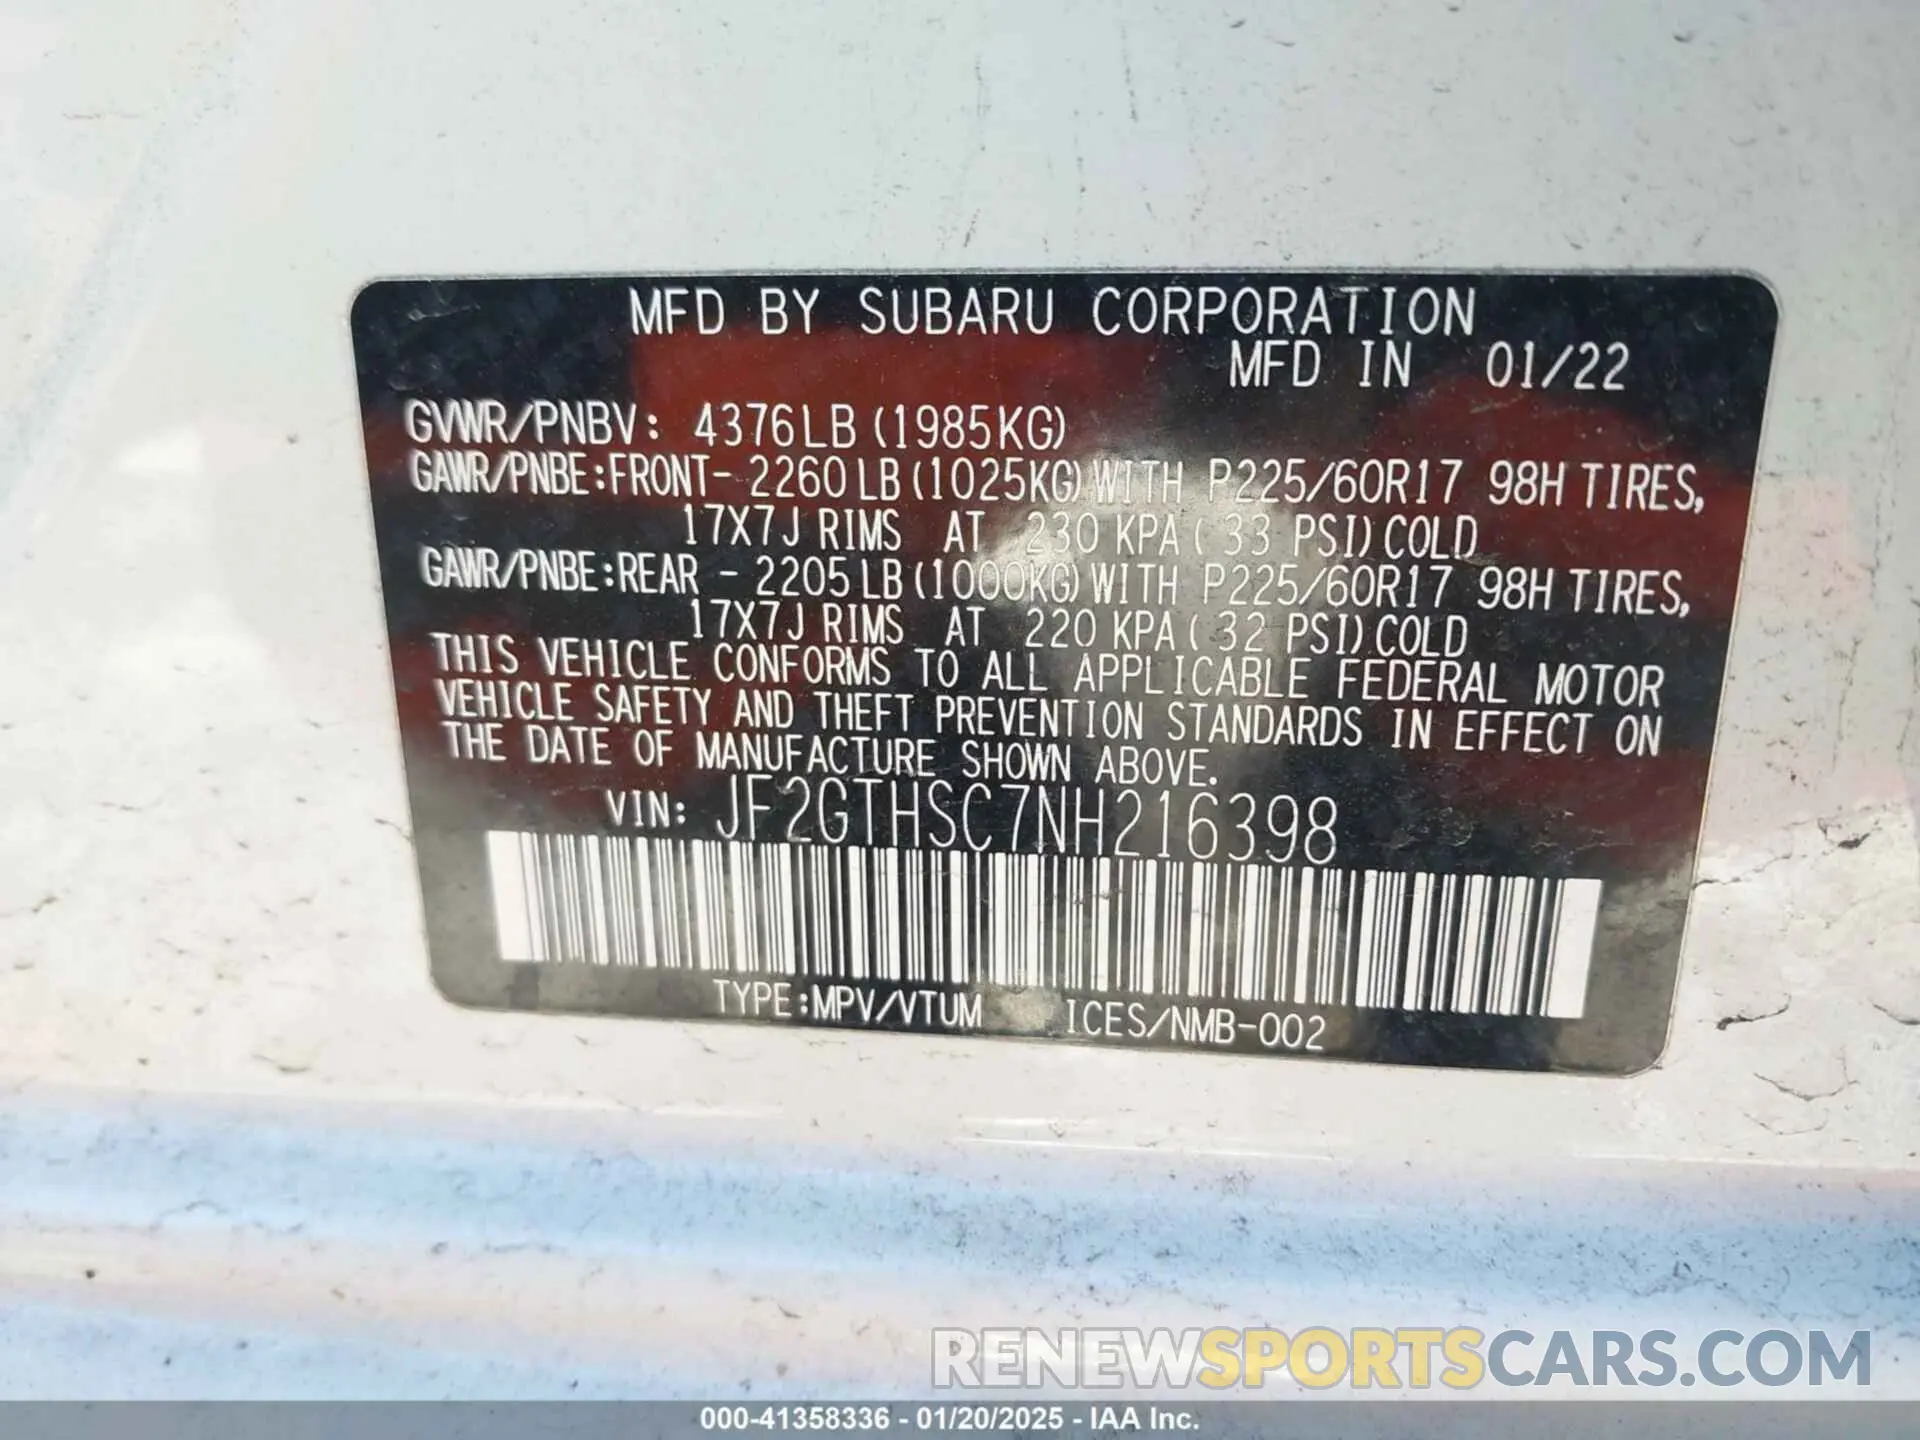 MFD BY SUBARU CORPORATION
MFD IN 01/22
GVWR/PNBV: 4376LB (1985KG)
GAWR/PNBE:FRONT- 2260 LB (1025KG) WITH P225/60R17 98H TIRES,
17X7J RIMS AT 230 KPA ( 33 PSI) COLD
GAWR/PNBE:REAR - 2205 LB (1000KG) WITH P225/60R17 98H TIRES,
17X7J RIMS AT 220 KPA ( 32 PSI) COLD
THIS VEHICLE CONFORMS TO ALL APPLICABLE FEDERAL MOTOR
VEHICLE SAFETY AND THEFT PREVENTION STANDARDS IN EFFECT ON
THE DATE OF MANUFACTURE SHOWN ABOVE.
VIN: JF2GTHSC7NH216398
TYPE:MPV/VTUM ICES/NMB-002
RENEWSPORTSCARS.COM
000-41358336 - 01/20/2025 - IAA Inc.